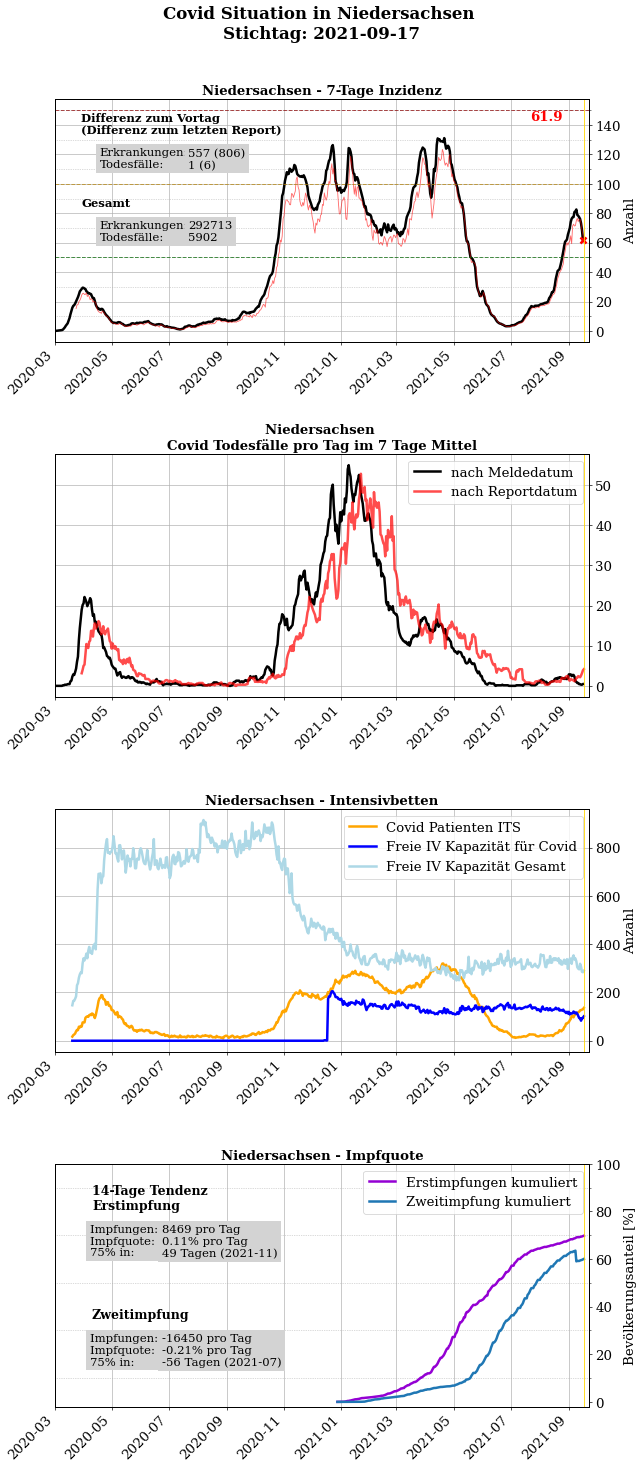 Covid Situation in Niedersachsen
Stichtag: 2021-09-17
Niedersachsen - 7-Tage Inzidenz
Differenz zum Vortag
(Differenz zum letzten Report)
Erkrankungen 557 (806)
Todesfälle: 1 (6)
Gesamt
Erkrankungen 292713
Todesfälle: 5902
61.9
140
120
100
80
60
40
20
0
Anzahl
2020-03
2020-05
2020-07
2020-09
2020-11
2021-01
2021-03
2021-05
2021-07
2021-09
Niedersachsen
Covid Todesfälle pro Tag im 7 Tage Mittel
nach Meldedatum
nach Reportdatum
50
40
30
20
10
0
2020-03
2020-05
2020-07
2020-09
2020-11
2021-01
2021-03
2021-05
2021-07
2021-09
Niedersachsen - Intensivbetten
Covid Patienten ITS
Freie IV Kapazität für Covid
Freie IV Kapazität Gesamt
800
600
400
200
0
Anzahl
2020-03
2020-05
2020-07
2020-09
2020-11
2021-01
2021-03
2021-05
2021-07
2021-09
Niedersachsen - Impfquote
14-Tage Tendenz
Erstimpfung
Impfungen: 8469 pro Tag
Impfquote: 0.11% pro Tag
75% in: 49 Tagen (2021-11)
Zweitimpfung
Impfungen: -16450 pro Tag
Impfquote: -0.21% pro Tag
75% in: -56 Tagen (2021-07)
Erstimpfungen kumuliert
Zweitimpfung kumuliert
100
80
60
40
20
0
Bevölkerungsanteil [%]
2020-03
2020-05
2020-07
2020-09
2020-11
2021-01
2021-03
2021-05
2021-07
2021-09